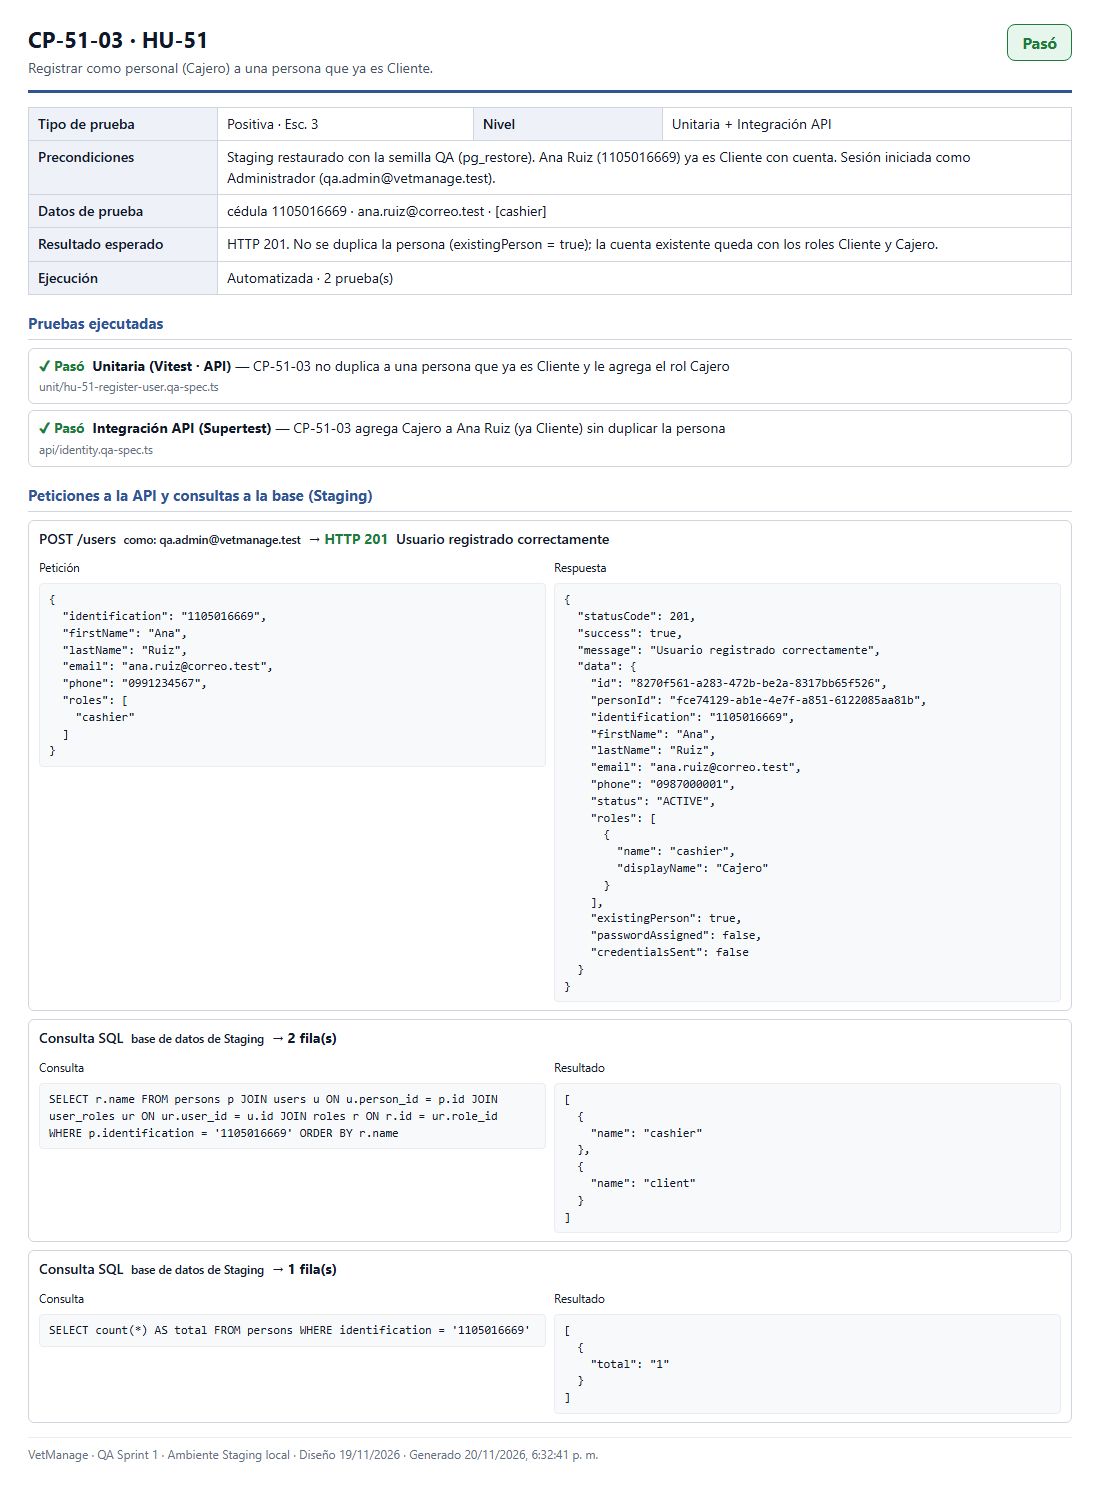 CP-51-03 · HU-51
Pasó
Registrar como personal (Cajero) a una persona que ya es Cliente.
Tipo de prueba
Positiva · Esc. 3
Nivel
Unitaria + Integración API
Precondiciones
Staging restaurado con la semilla QA (pg_restore). Ana Ruiz (1105016669) ya es Cliente con cuenta. Sesión iniciada como
Administrador (qa.admin@vetmanage.test).
Datos de prueba
cédula 1105016669 · ana.ruiz@correo.test · [cashier]
Resultado esperado
HTTP 201. No se duplica la persona (existingPerson = true); la cuenta existente queda con los roles Cliente y Cajero.
Ejecución
Automatizada · 2 prueba(s)
Pruebas ejecutadas
✓ Pasó Unitaria (Vitest · API) — CP-51-03 no duplica a una persona que ya es Cliente y le agrega el rol Cajero
unit/hu-51-register-user.qa-spec.ts
✓ Pasó Integración API (Supertest) — CP-51-03 agrega Cajero a Ana Ruiz (ya Cliente) sin duplicar la persona
api/identity.qa-spec.ts
Peticiones a la API y consultas a la base (Staging)
POST /users como: qa.admin@vetmanage.test → HTTP 201 Usuario registrado correctamente
Petición
{
"identification": "1105016669",
"firstName": "Ana",
"lastName": "Ruiz",
"email": "ana.ruiz@correo.test",
"phone": "0991234567",
"roles": [
"cashier"
]
}
Respuesta
{
"statusCode": 201,
"success": true,
"message": "Usuario registrado correctamente",
"data": {
"id": "8270f561-a283-472b-be2a-8317bb65f526",
"personId": "fce74129-ab1e-4e7f-a851-6122085aa81b",
"identification": "1105016669",
"firstName": "Ana",
"lastName": "Ruiz",
"email": "ana.ruiz@correo.test",
"phone": "0987000001",
"status": "ACTIVE",
"roles": [
{
"name": "cashier",
"displayName": "Cajero"
}
],
"existingPerson": true,
"passwordAssigned": false,
"credentialsSent": false
}
}
Consulta SQL base de datos de Staging → 2 fila(s)
Consulta
SELECT r.name FROM persons p JOIN users u ON u.person_id = p.id JOIN
user_roles ur ON ur.user_id = u.id JOIN roles r ON r.id = ur.role_id
WHERE p.identification = '1105016669' ORDER BY r.name
Resultado
[
{
"name": "cashier"
},
{
"name": "client"
}
]
Consulta SQL base de datos de Staging → 1 fila(s)
Consulta
SELECT count(*) AS total FROM persons WHERE identification = '1105016669'
Resultado
[
{
"total": "1"
}
]
VetManage · QA Sprint 1 · Ambiente Staging local · Diseño 19/11/2026 · Generado 20/11/2026, 6:32:41 p. m.